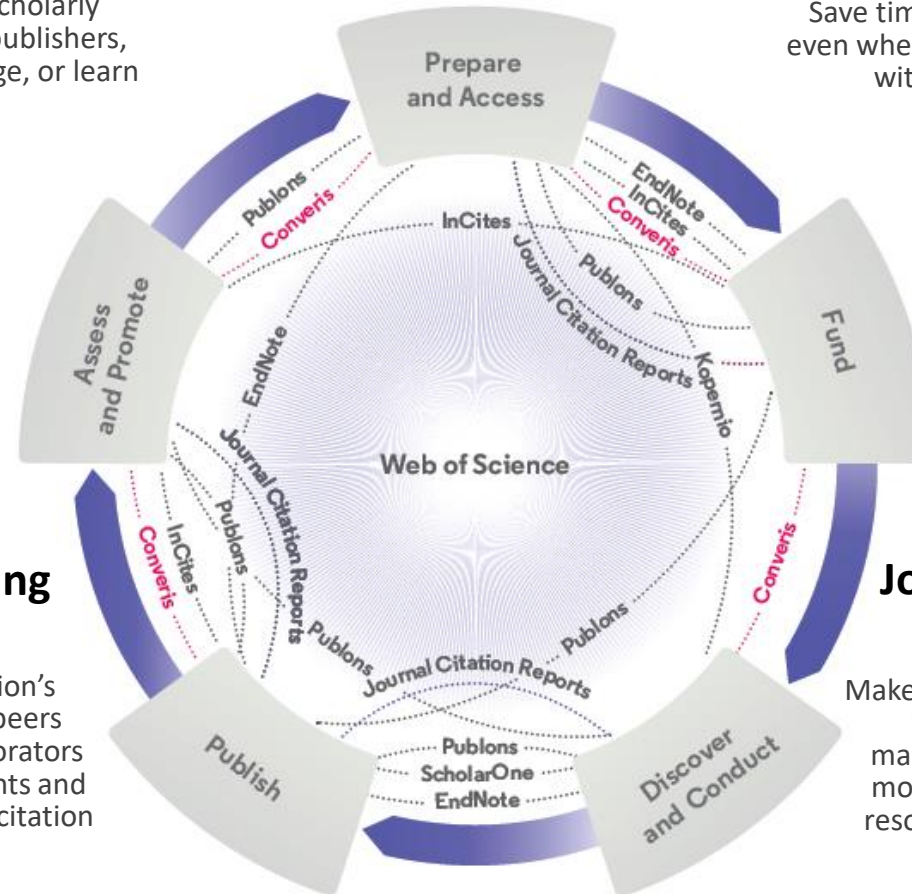 cholarly
publishers,
ge, or learn
Save tim
even whe
wit
Prepare
and Access
EndNote
InCites
Converis
Publons
Converis
InCites
Publons
Journal Citation Reports
Kopernio
Fund
Assess
and Promote
EndNote
Web of Science
Journal Citation Reports
Publons
InCites
Converis
Converis
Publons
Publons
Journal Citation Reports
ng
Jo
ion's
peers
orators
nts and
citation
Make
ma
mo
reso
Publish
Publons
ScholarOne
EndNote
Discover
and Conduct